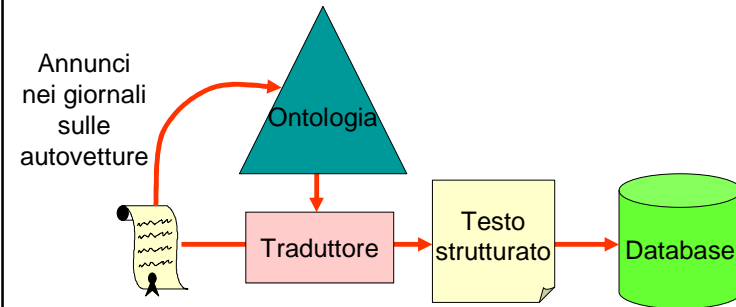 Annunci
nei giornali
sulle
autovetture
Ontologia
Traduttore
Testo
strutturato
Database